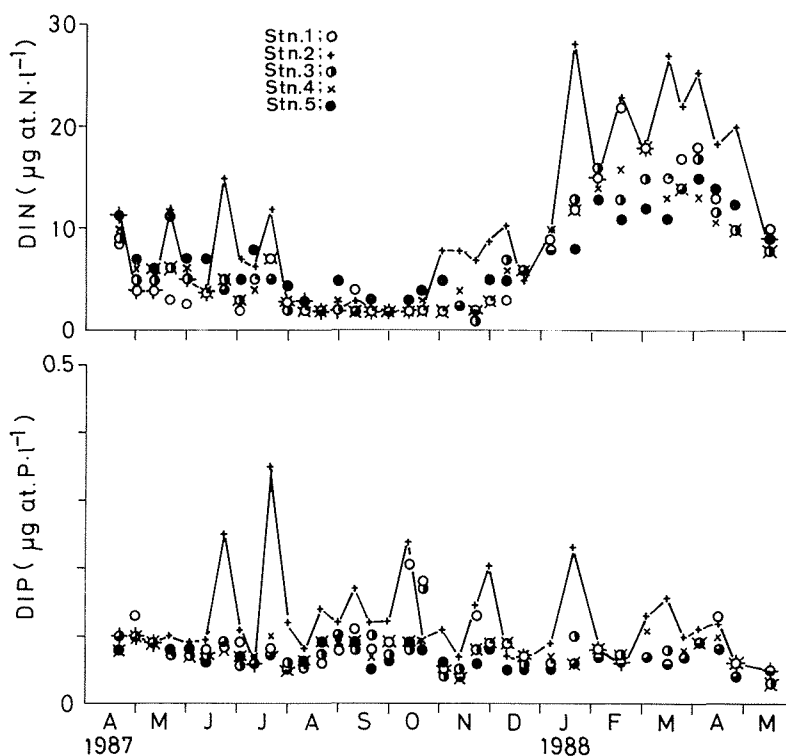 30
20
10
0
DIN ( µg at. N·l⁻¹)
Stn.1; ○
Stn.2; +
Stn.3; ◑
Stn.4; ×
Stn.5; ●
0.5
0
DIP ( µg at. P·l⁻¹)
A M J J A S O N D J F M A M
1987 1988